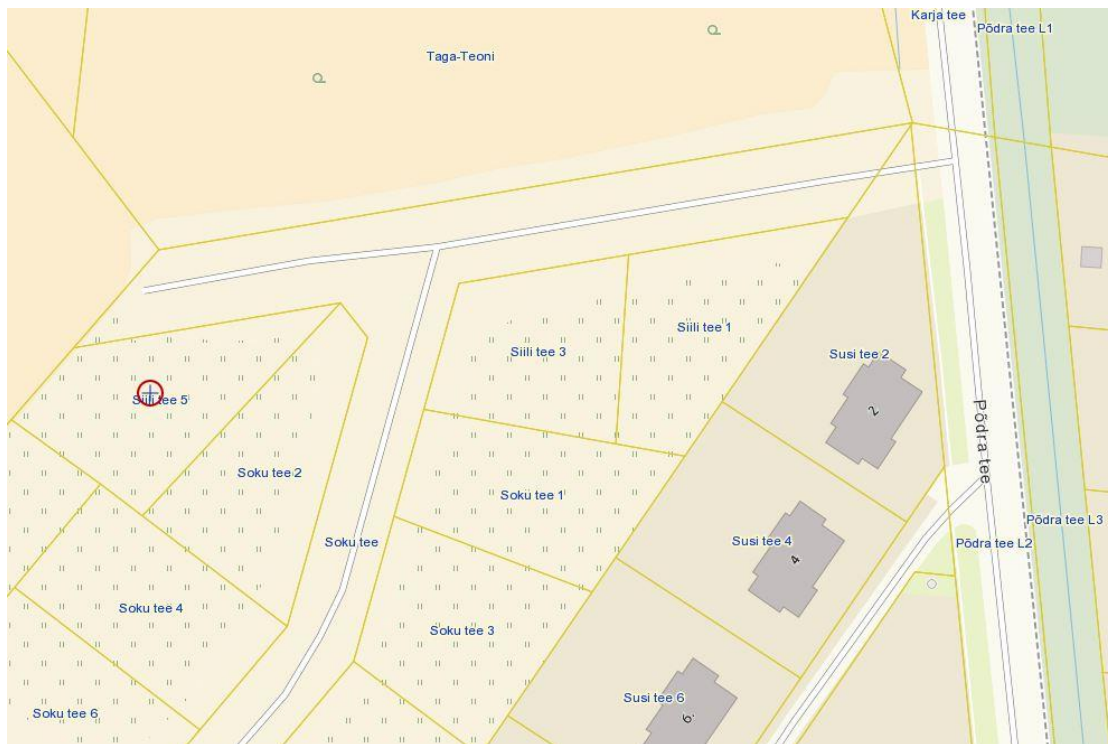 Karja tee
Põdra tee L1
Taga-Teoni
Siili tee 1
Siili tee 3
Susi tee 2
2
Siili tee 5
Põdra tee
Soku tee 2
Soku tee 1
Põdra tee L3
Soku tee
Susi tee 4
Põdra tee L2
4
Soku tee 4
Soku tee 3
Susi tee 6
Soku tee 6
6.